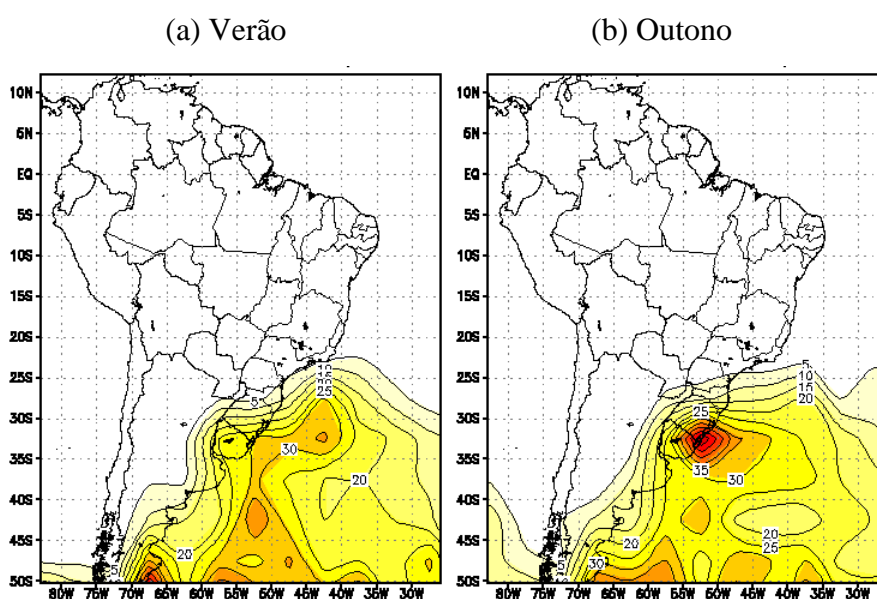 (a) Verão (b) Outono
10N 10N
5N 5N
EQ EQ
5S 5S
10S 10S
15S 15S
20S 20S
25S 25S
30S 30S
35S 35S
40S 40S
45S 45S
50S 50S
5 10 25 30 20 20 5
5 10 15 20 25 35 30 20 25 20 30 5
80W 75W 70W 65W 60W 55W 50W 45W 40W 35W 30W 80W 75W 70W 65W 60W 55W 50W 45W 40W 35W 30W